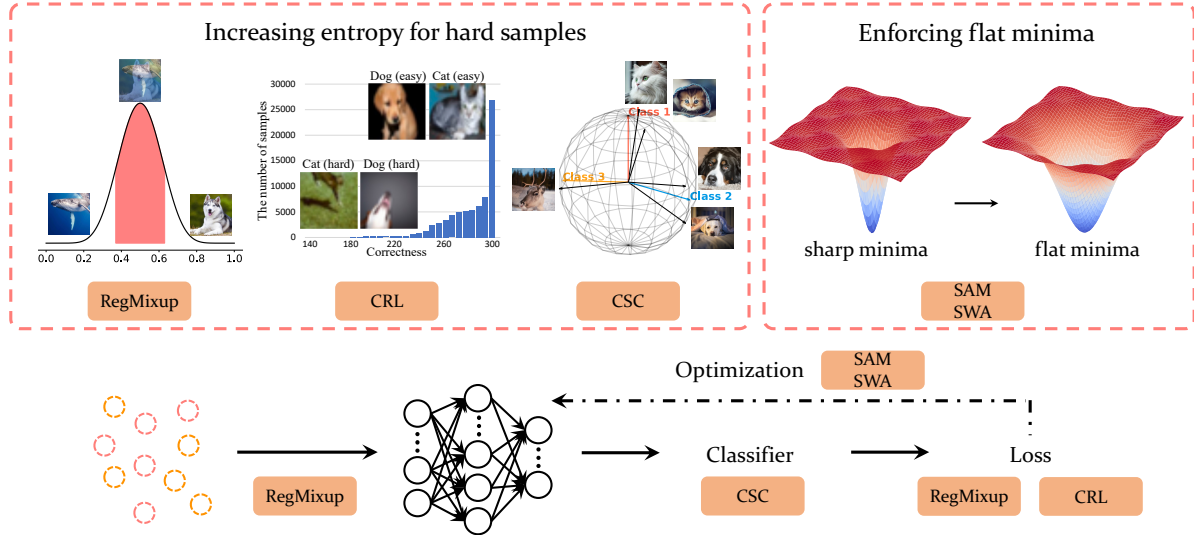 Increasing entropy for hard samples
0.0 0.2 0.4 0.6 0.8 1.0
RegMixup
The number of samples
30000
25000
20000
15000
10000
5000
0
Dog (easy) Cat (easy)
Cat (hard) Dog (hard)
140 180 220 260 300
Correctness
CRL
Class 1
Class 3
Class 2
CSC
Enforcing flat minima
sharp minima
flat minima
SAM
SWA
Optimization
SAM
SWA
RegMixup
Classifier
CSC
Loss
RegMixup
CRL